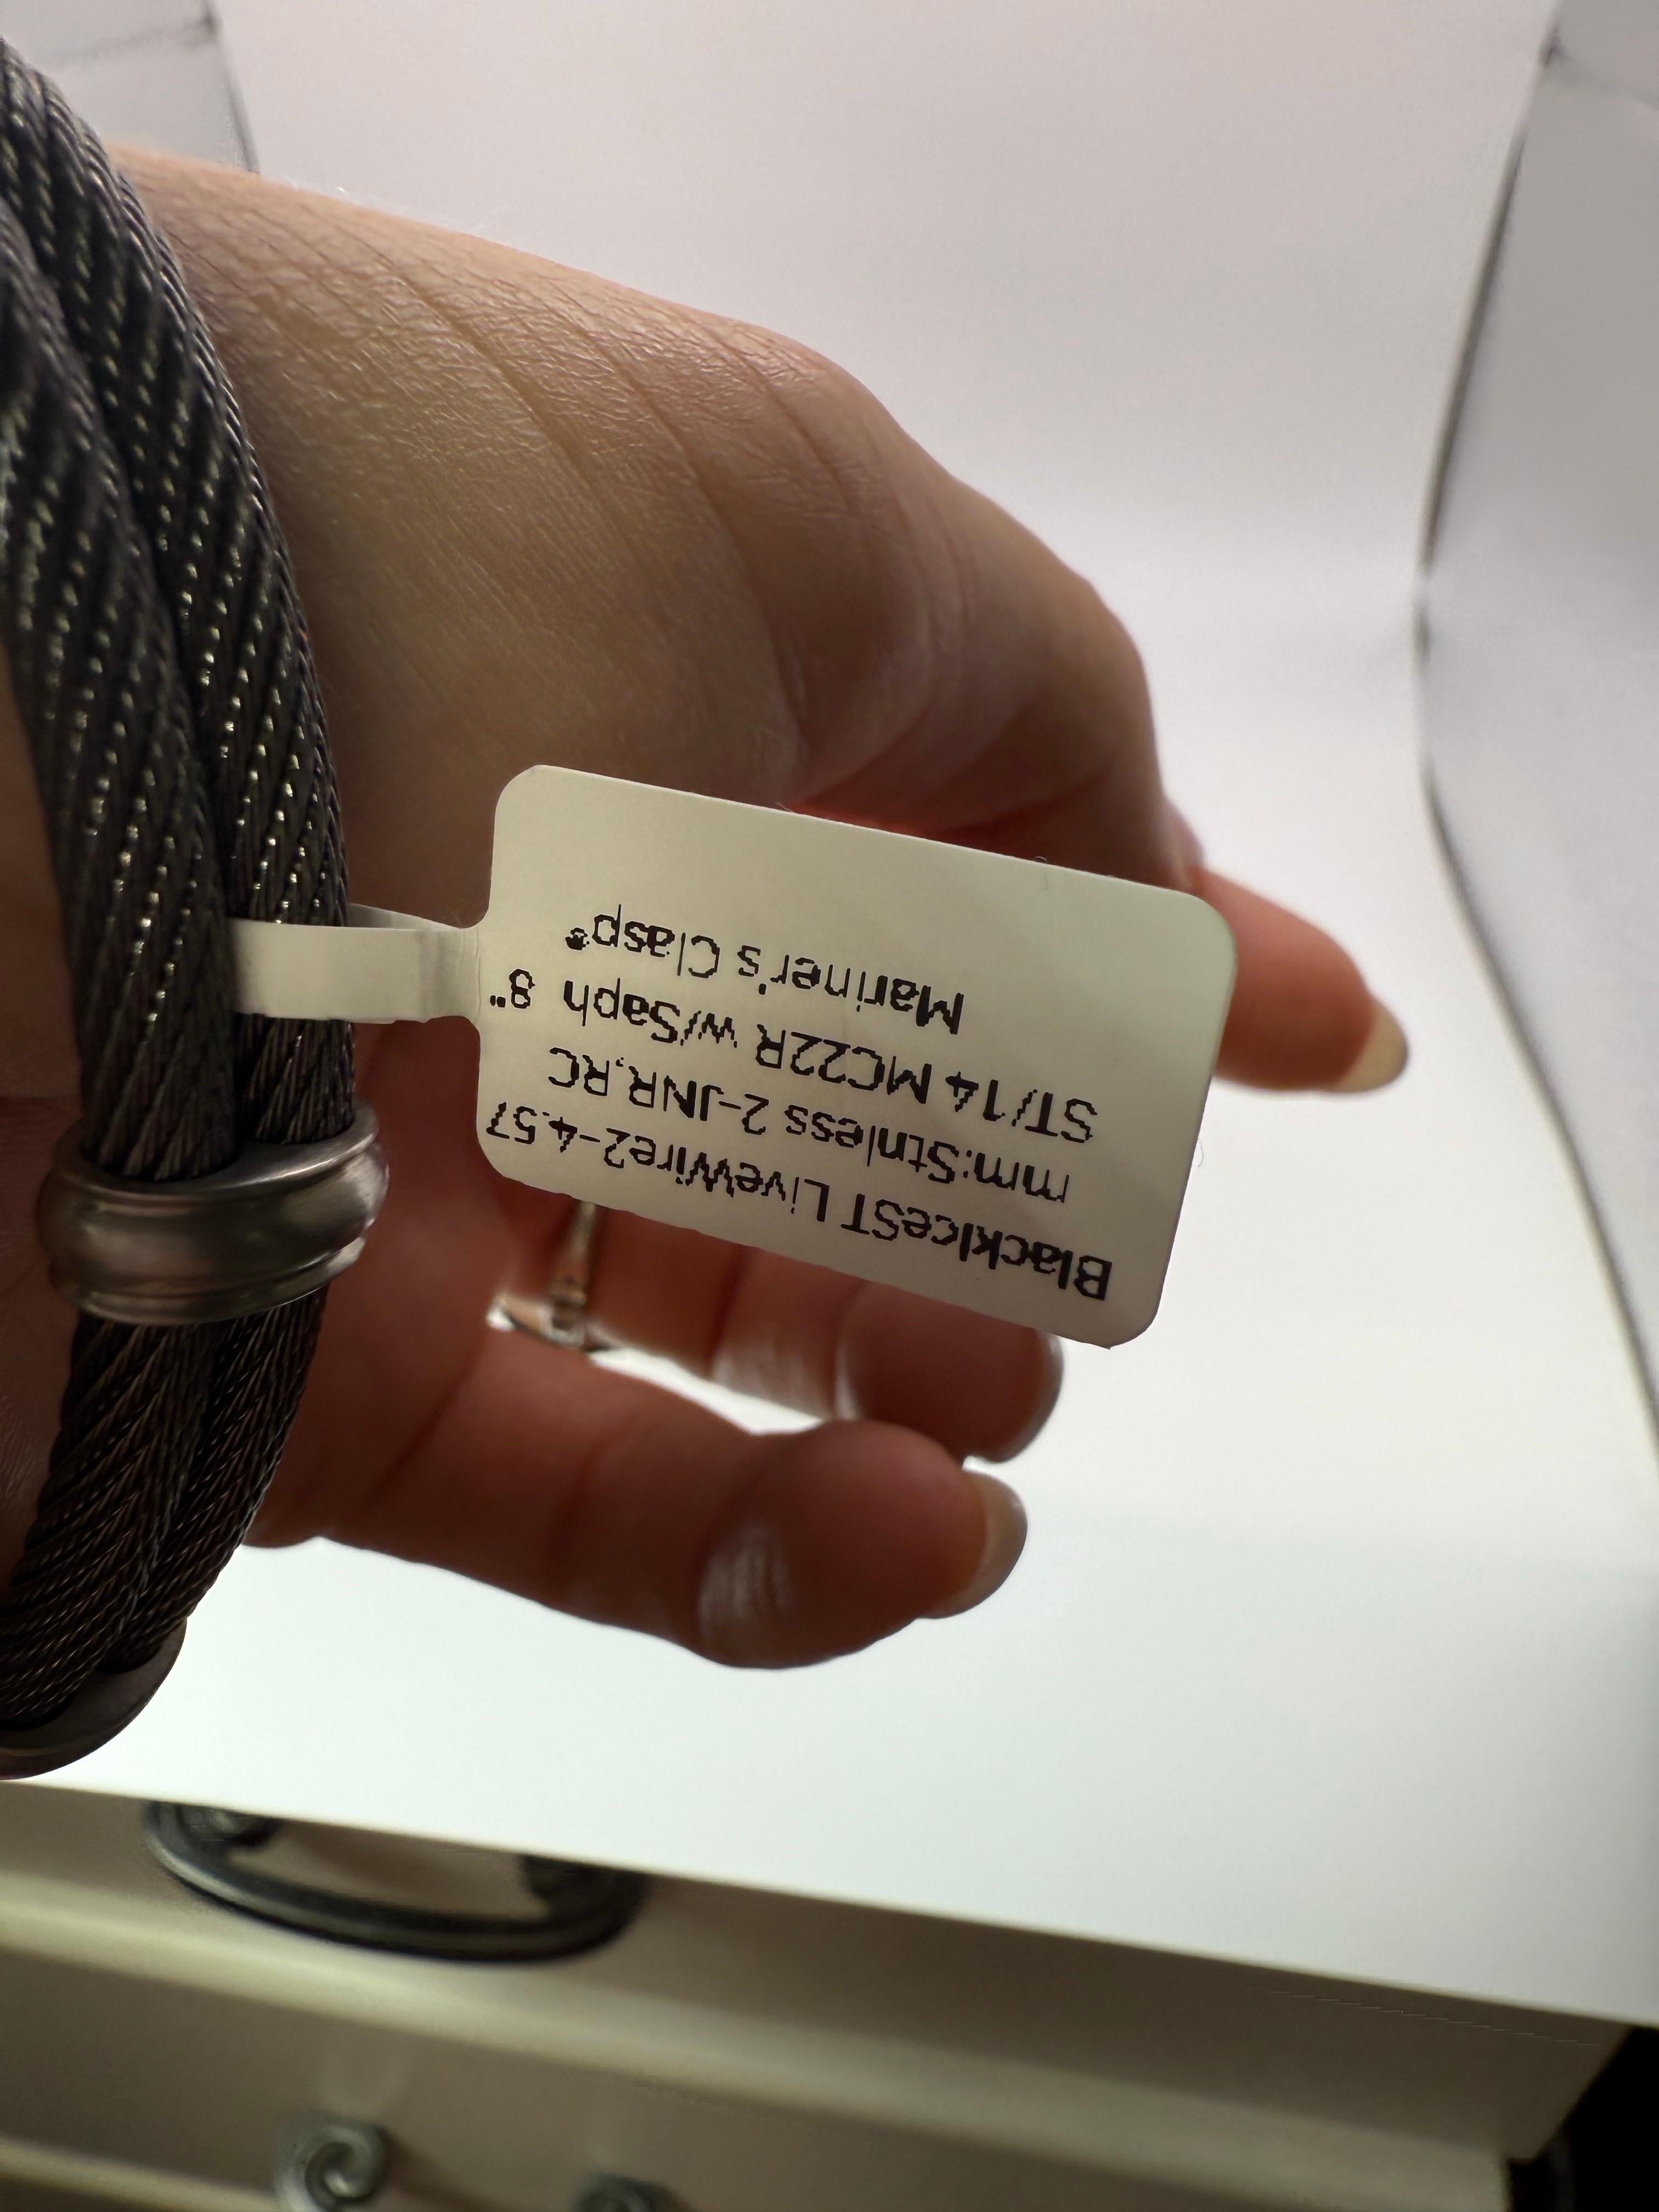 BlackIceST LiveWire2-4.57
mm:Stnless 2-JNR,RC
ST/14 MC22R w/Saph 8"
Mariner's Clasp®